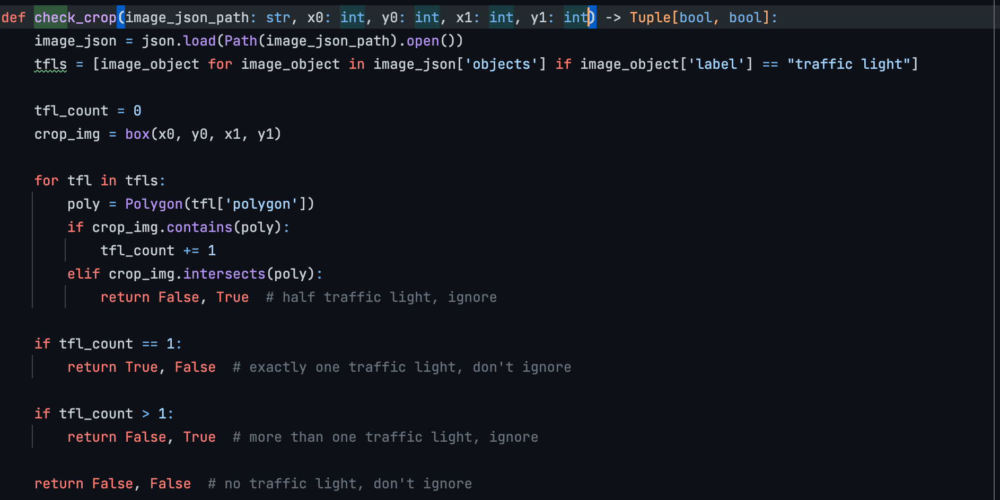 def check_crop(image_json_path: str, x0: int, y0: int, x1: int, y1: int) -> Tuple[bool, bool]:
    image_json = json.load(Path(image_json_path).open())
    tfls = [image_object for image_object in image_json['objects'] if image_object['label'] == "traffic light"]
    tfl_count = 0
    crop_img = box(x0, y0, x1, y1)
    for tfl in tfls:
        poly = Polygon(tfl['polygon'])
        if crop_img.contains(poly):
            tfl_count += 1
        elif crop_img.intersects(poly):
            return False, True  # half traffic light, ignore
    if tfl_count == 1:
        return True, False  # exactly one traffic light, don't ignore
    if tfl_count > 1:
        return False, True  # more than one traffic light, ignore
    return False, False  # no traffic light, don't ignore